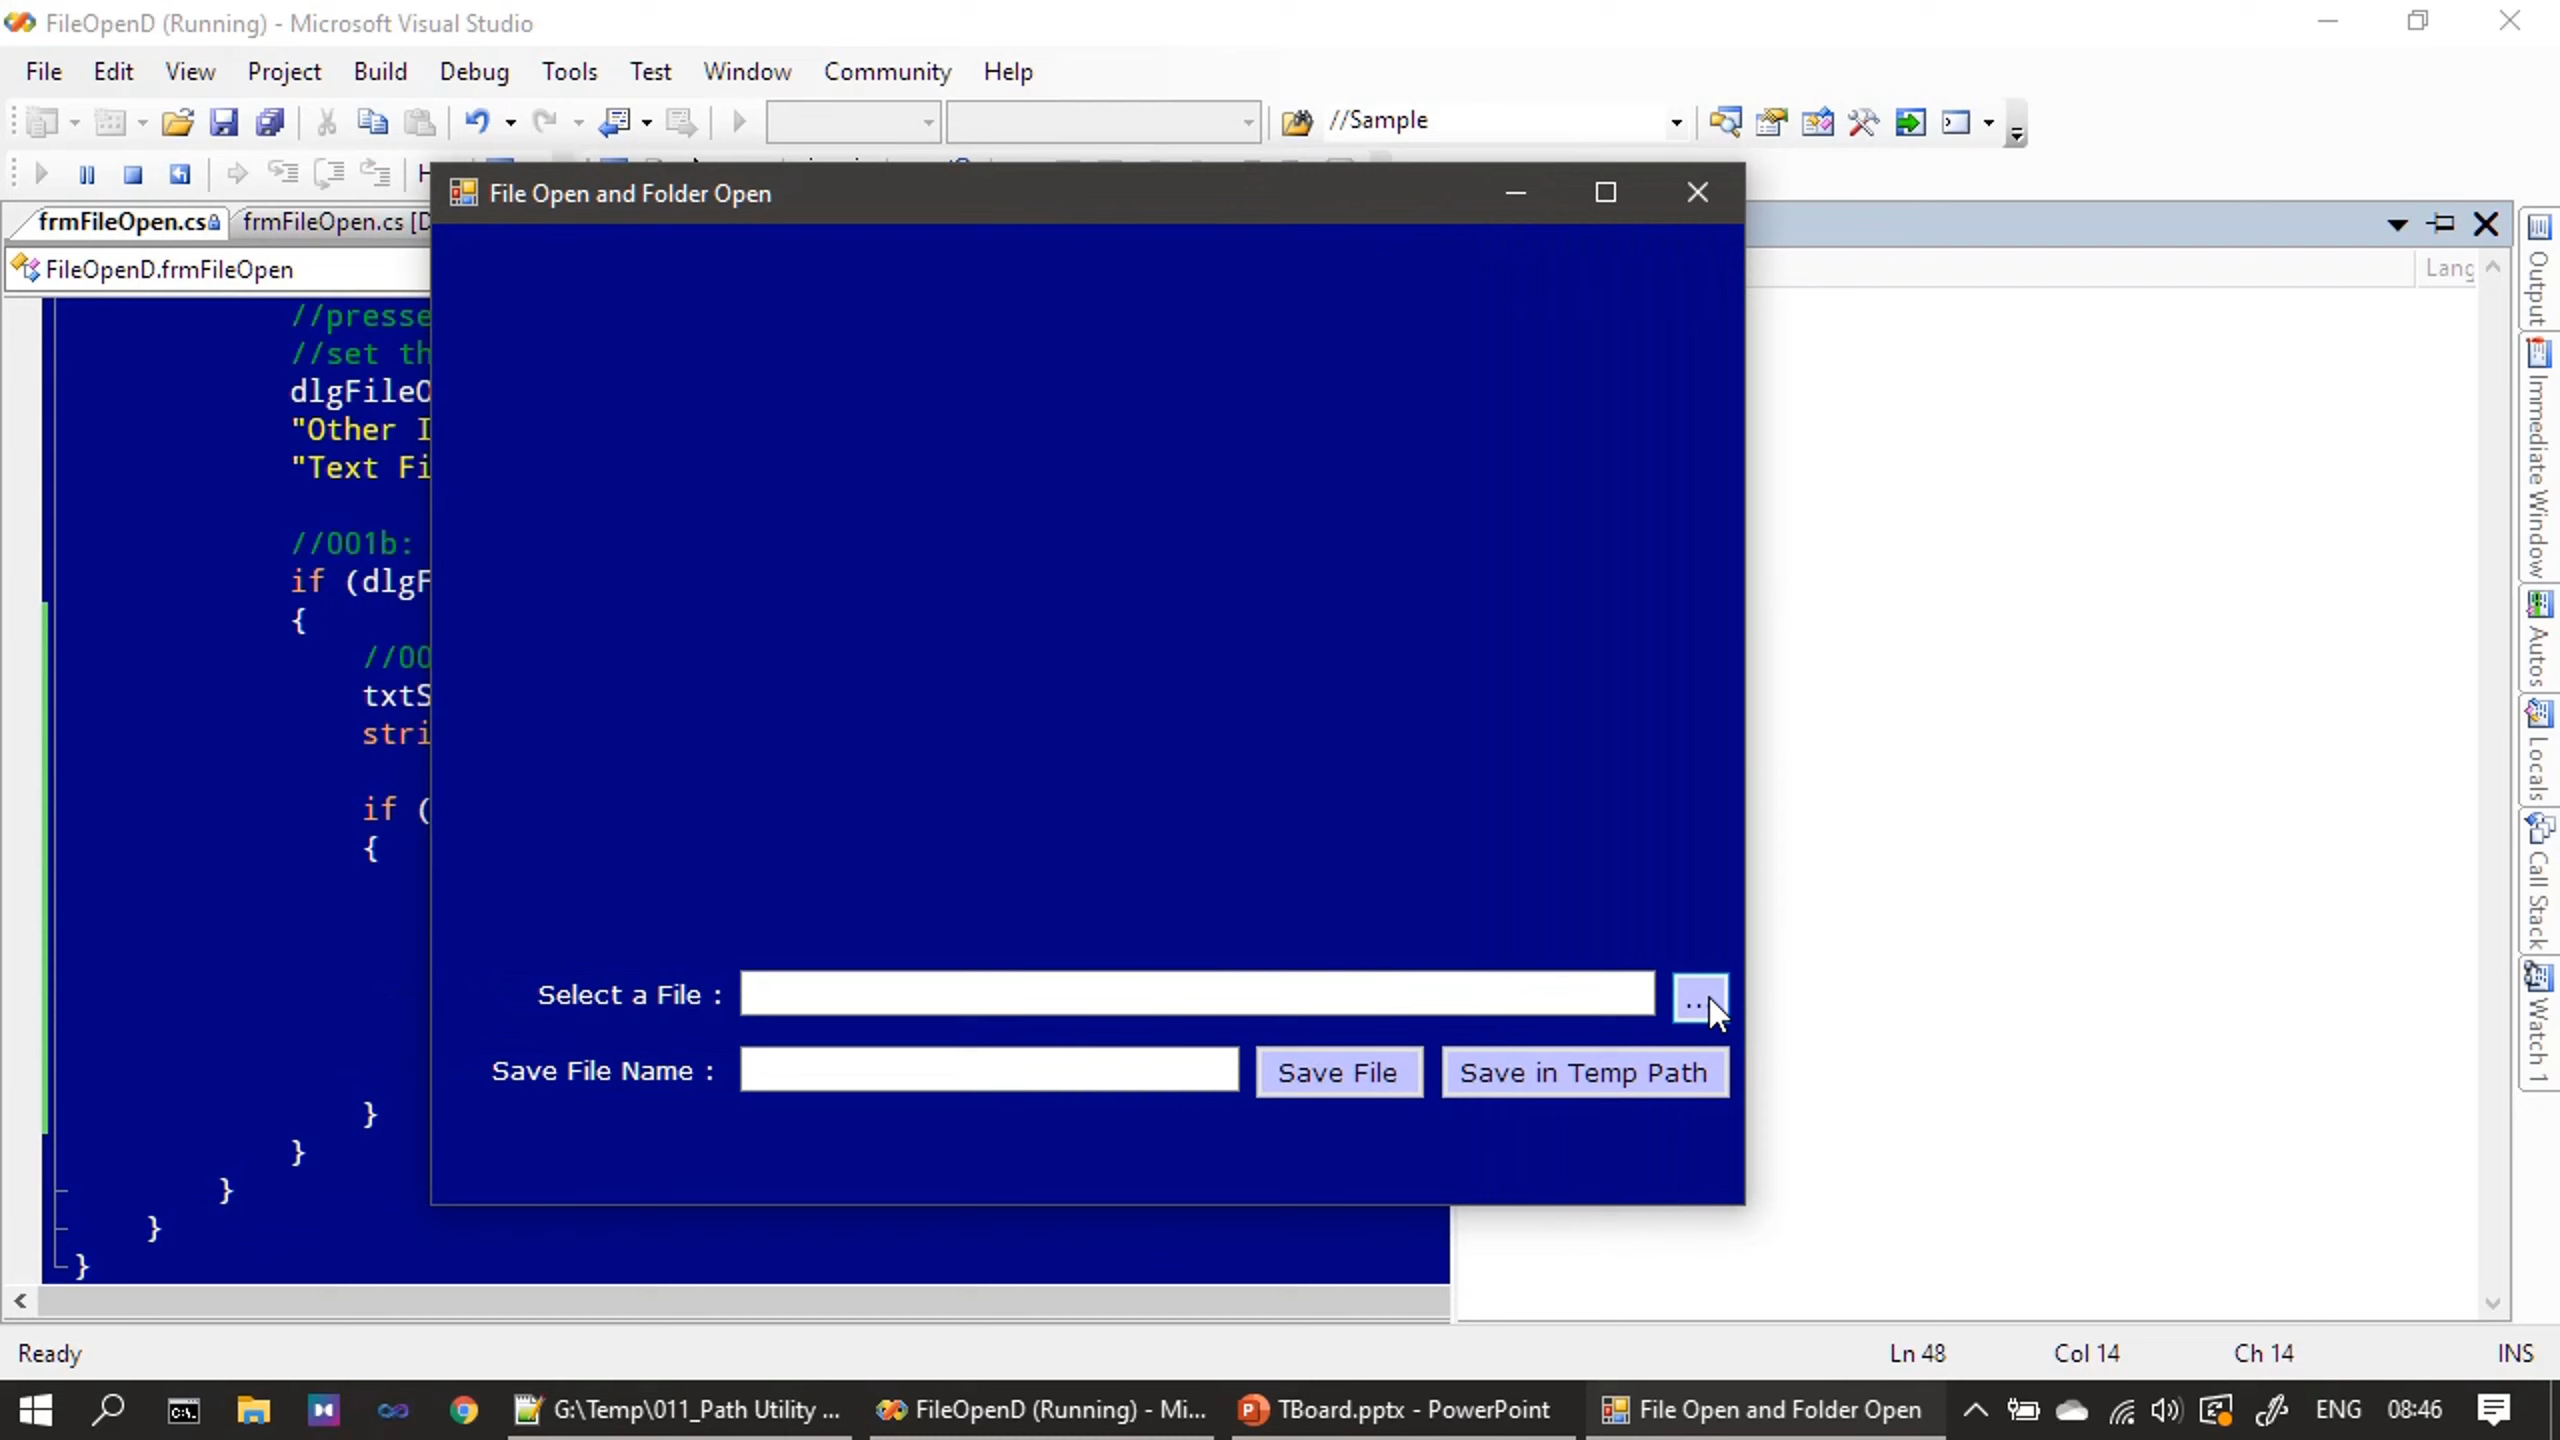 FileOpenD (Running) - Microsoft Visual Studio
File Edit View Project Build Debug Tools Test Window Community Help
//Sample
File Open and Folder Open
frmFileOpen.cs
frmFileOpen.cs [D
FileOpenD.frmFileOpen
Lang
//presse
//set th
dlgFileO
"Other I
"Text Fi
//001b:
if (dlgF
{
//00
txtS
stri
if (
{
}
}
}
}
}
Select a File :
...
Save File Name :
Save File
Save in Temp Path
Output
Immediate Window
Autos
Locals
Call Stack
Watch 1
Ready
Ln 48
Col 14
Ch 14
INS
G:\Temp\011_Path Utility ...
FileOpenD (Running) - Mi...
TBoard.pptx - PowerPoint
File Open and Folder Open
ENG
08:46